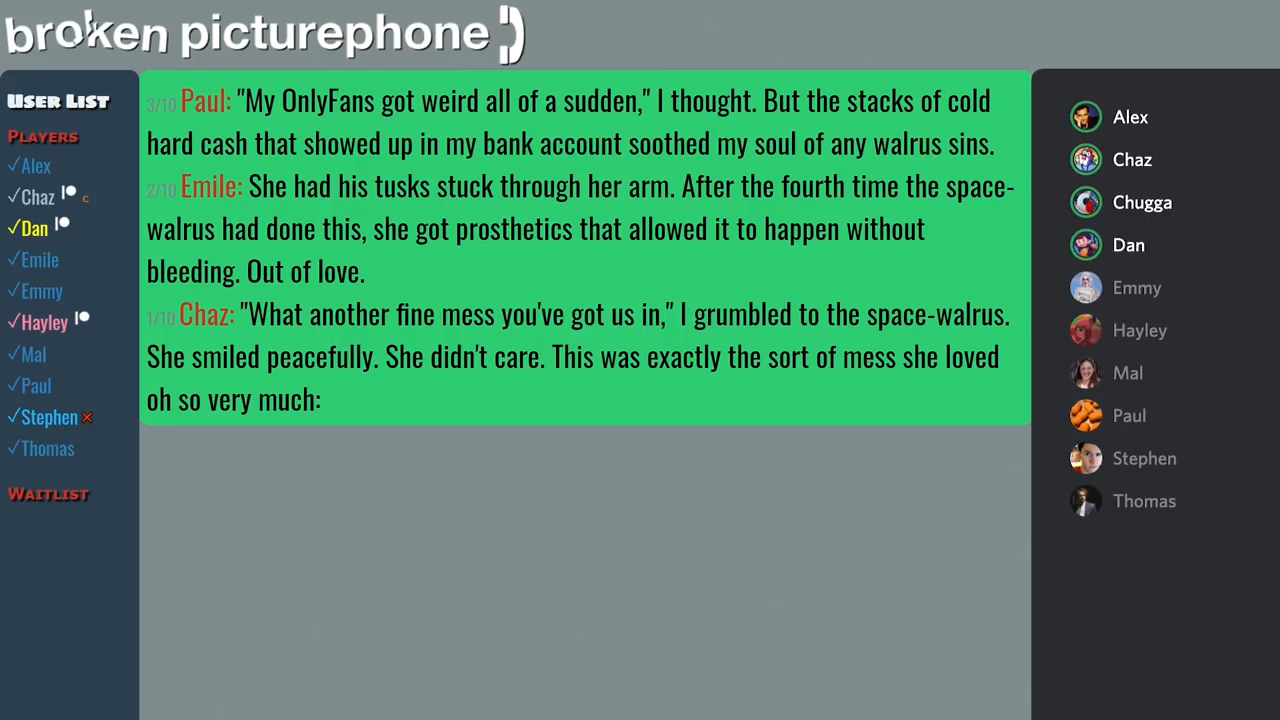 broken picturephone
User List
Players
✓Alex
✓Chaz c
✓Dan
✓Emile
✓Emmy
✓Hayley
✓Mal
✓Paul
✓Stephen ✕
✓Thomas
Waitlist
3/10 Paul: "My OnlyFans got weird all of a sudden," I thought. But the stacks of cold
hard cash that showed up in my bank account soothed my soul of any walrus sins.
2/10 Emile: She had his tusks stuck through her arm. After the fourth time the space-
walrus had done this, she got prosthetics that allowed it to happen without
bleeding. Out of love.
1/10 Chaz: "What another fine mess you've got us in," I grumbled to the space-walrus.
She smiled peacefully. She didn't care. This was exactly the sort of mess she loved
oh so very much:
Alex
Chaz
Chugga
Dan
Emmy
Hayley
Mal
Paul
Stephen
Thomas